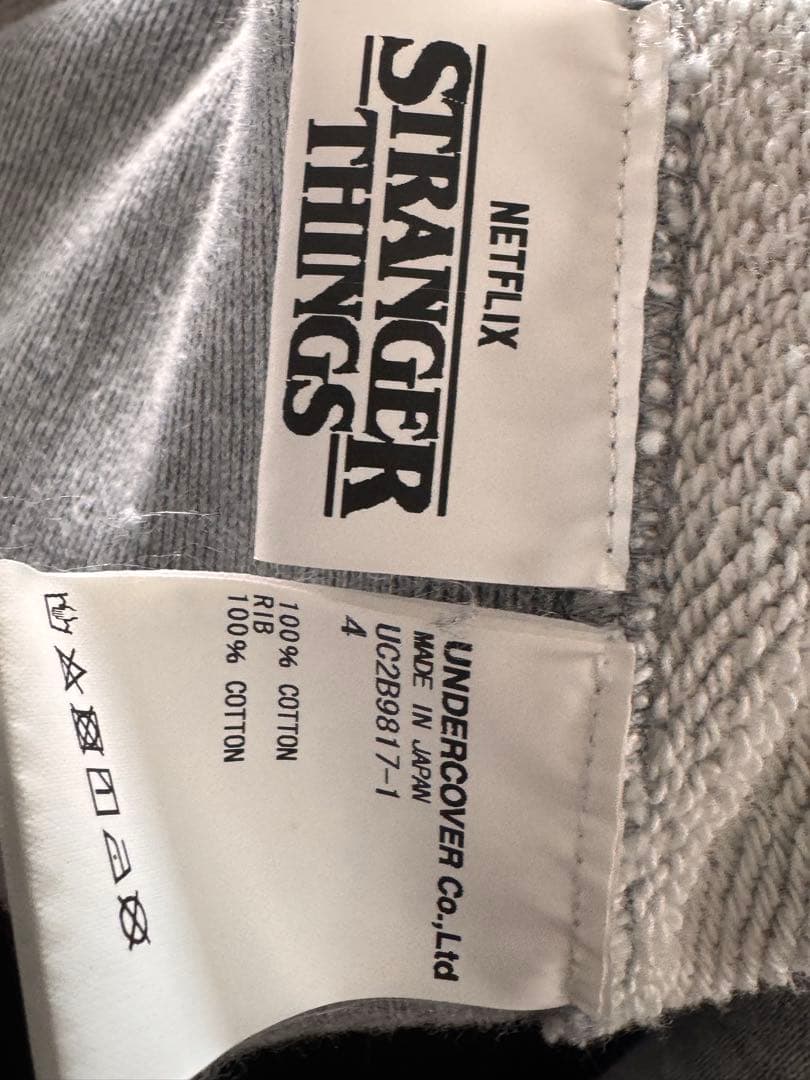 NETFLIX
STRANGER
THINGS
UNDERCOVER Co.,Ltd
MADE IN JAPAN
UC2B9817-1
4
100% COTTON
RIB
100% COTTON